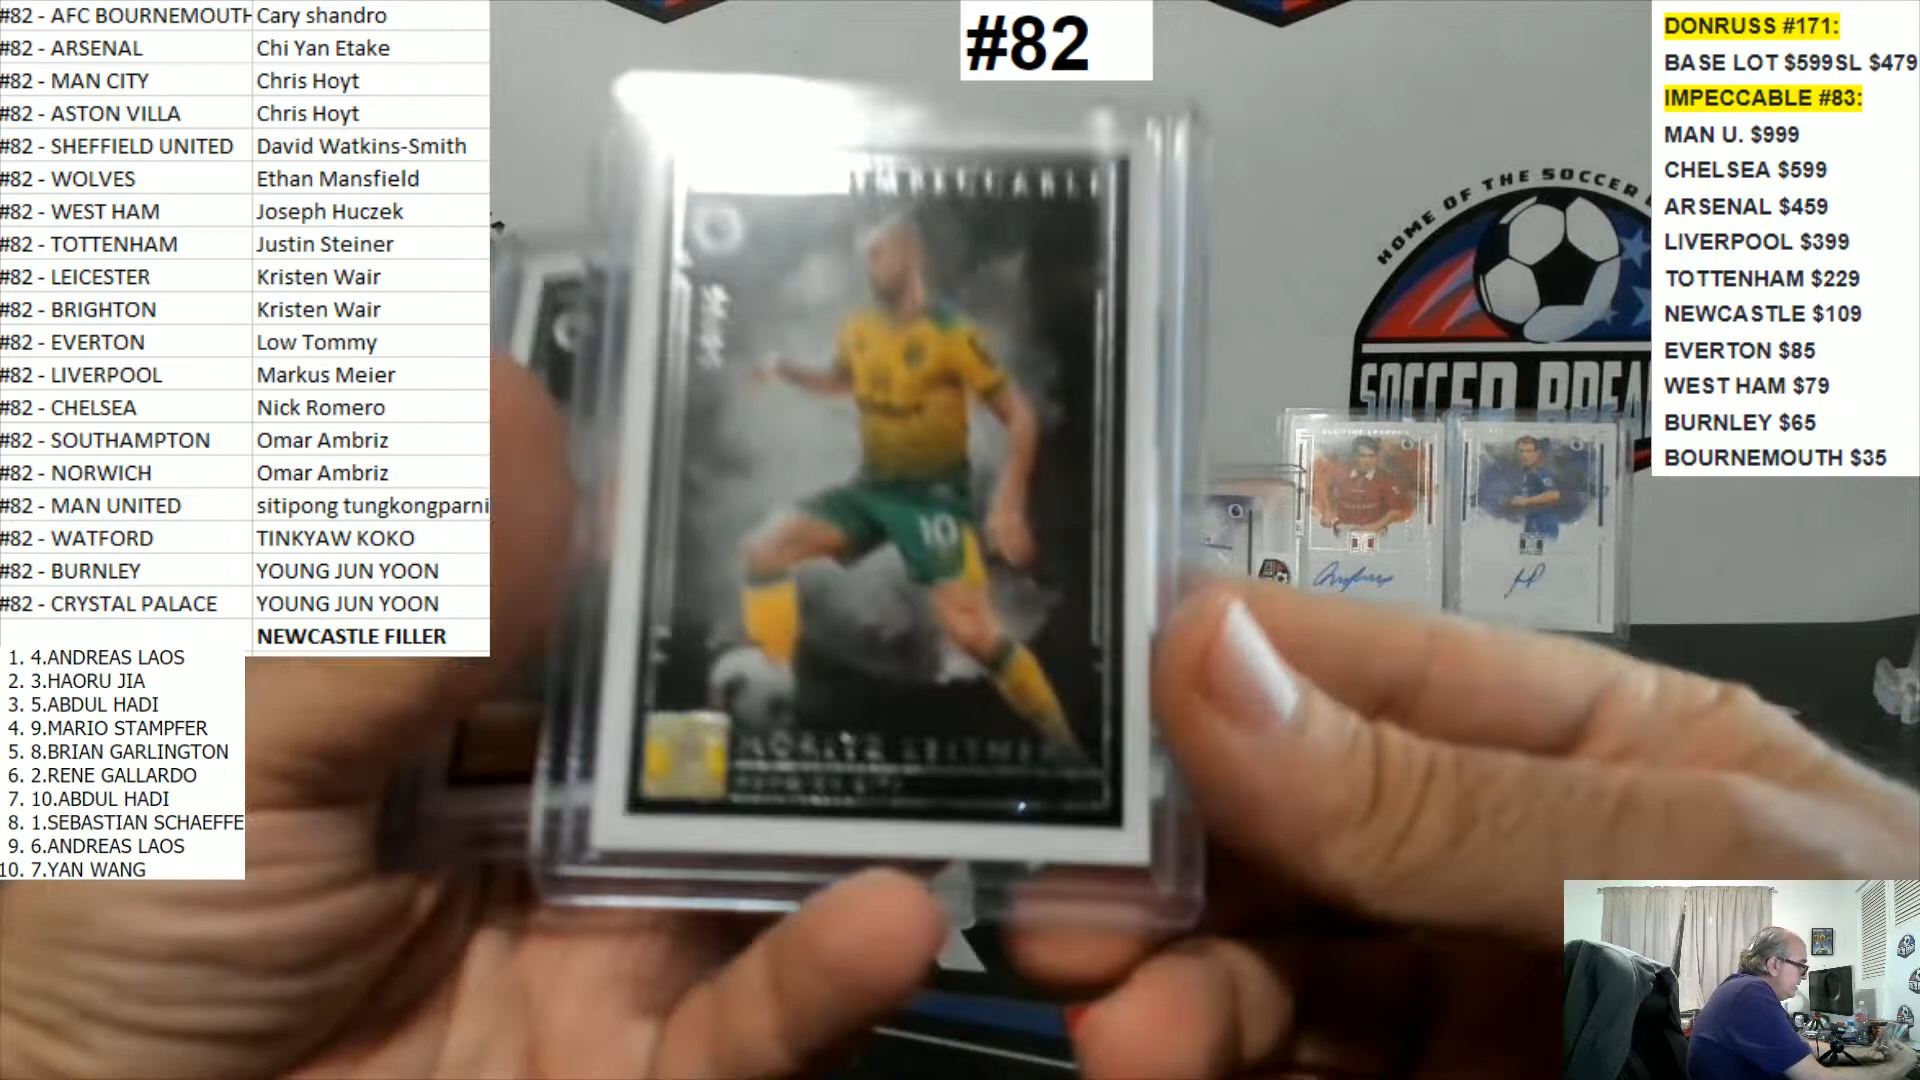 #82 - AFC BOURNEMOUTH Cary shandro
#82 - ARSENAL Chi Yan Etake
#82 - MAN CITY Chris Hoyt
#82 - ASTON VILLA Chris Hoyt
#82 - SHEFFIELD UNITED David Watkins-Smith
#82 - WOLVES Ethan Mansfield
#82 - WEST HAM Joseph Huczek
#82 - TOTTENHAM Justin Steiner
#82 - LEICESTER Kristen Wair
#82 - BRIGHTON Kristen Wair
#82 - EVERTON Low Tommy
#82 - LIVERPOOL Markus Meier
#82 - CHELSEA Nick Romero
#82 - SOUTHAMPTON Omar Ambriz
#82 - NORWICH Omar Ambriz
#82 - MAN UNITED sitipong tungkongparni
#82 - WATFORD TINKYAW KOKO
#82 - BURNLEY YOUNG JUN YOON
#82 - CRYSTAL PALACE YOUNG JUN YOON
NEWCASTLE FILLER
1. 4.ANDREAS LAOS
2. 3.HAORU JIA
3. 5.ABDUL HADI
4. 9.MARIO STAMPFER
5. 8.BRIAN GARLINGTON
6. 2.RENE GALLARDO
7. 10.ABDUL HADI
8. 1.SEBASTIAN SCHAEFFE
9. 6.ANDREAS LAOS
10. 7.YAN WANG
#82
IMPECCABLE
10
MORITZ LEITNER
HOME OF THE SOCCER
SOCCER BREA
DONRUSS #171:
BASE LOT $599SL $479
IMPECCABLE #83:
MAN U. $999
CHELSEA $599
ARSENAL $459
LIVERPOOL $399
TOTTENHAM $229
NEWCASTLE $109
EVERTON $85
WEST HAM $79
BURNLEY $65
BOURNEMOUTH $35